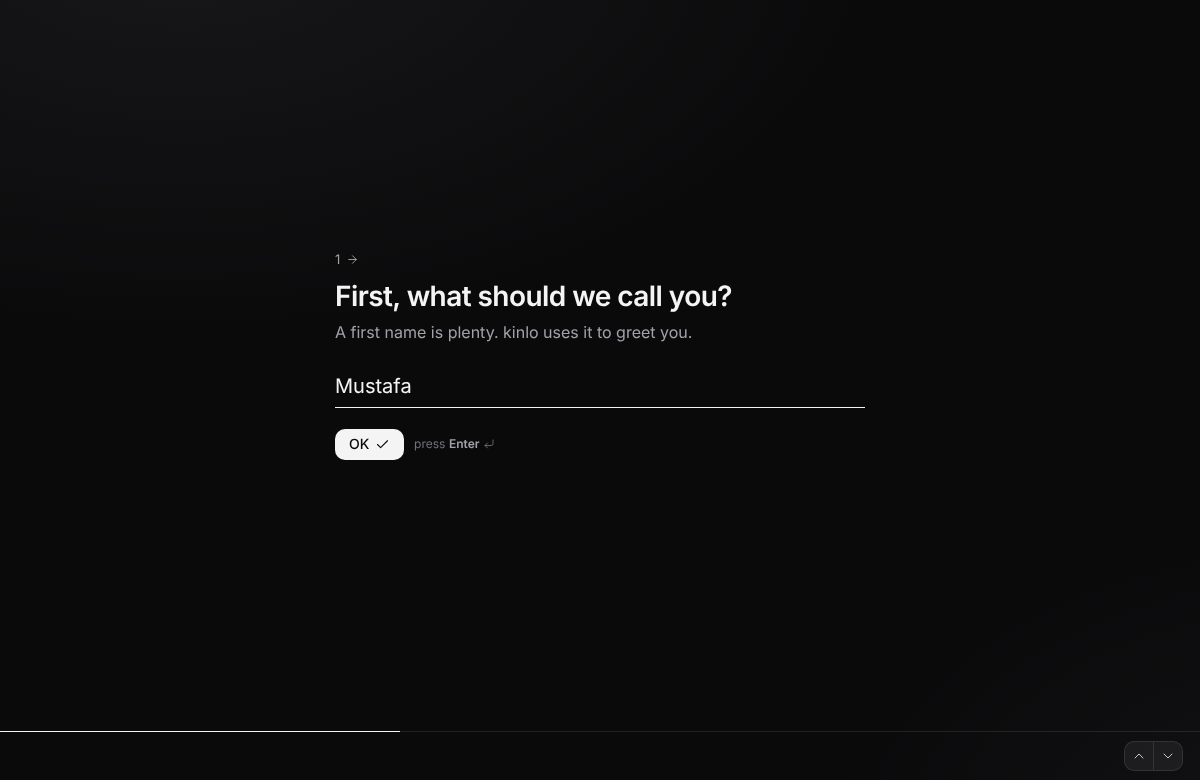 1 →
First, what should we call you?
A first name is plenty. kinlo uses it to greet you.
Mustafa
OK ✓ press Enter ↵